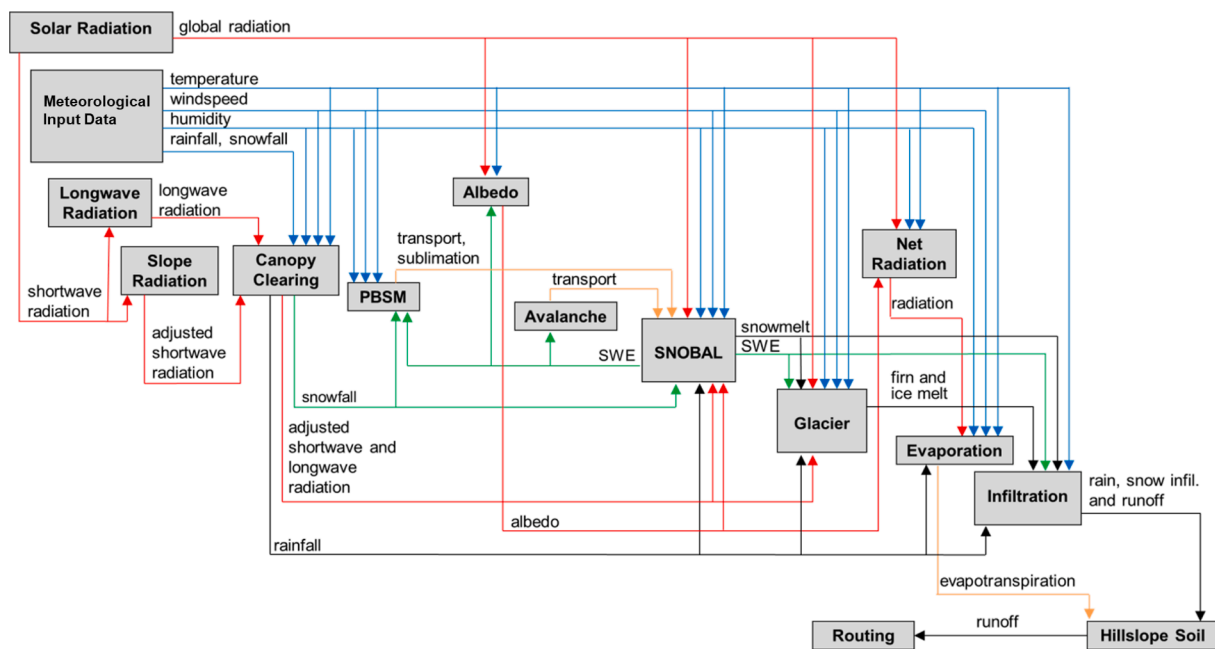 Solar Radiation
global radiation
temperature
Meteorological
Input Data
windspeed
humidity
rainfall, snowfall
Longwave
Radiation
longwave
radiation
Albedo
Slope
Radiation
Canopy
Clearing
transport,
sublimation
Net
Radiation
shortwave
radiation
PBSM
transport
Avalanche
radiation
adjusted
shortwave
radiation
SWE
SNOBAL
snowmelt
SWE
firn and
ice melt
snowfall
Glacier
adjusted
shortwave and
longwave
radiation
Evaporation
Infiltration
rain, snow infil.
and runoff
albedo
rainfall
evapotranspiration
Routing
runoff
Hillslope Soil